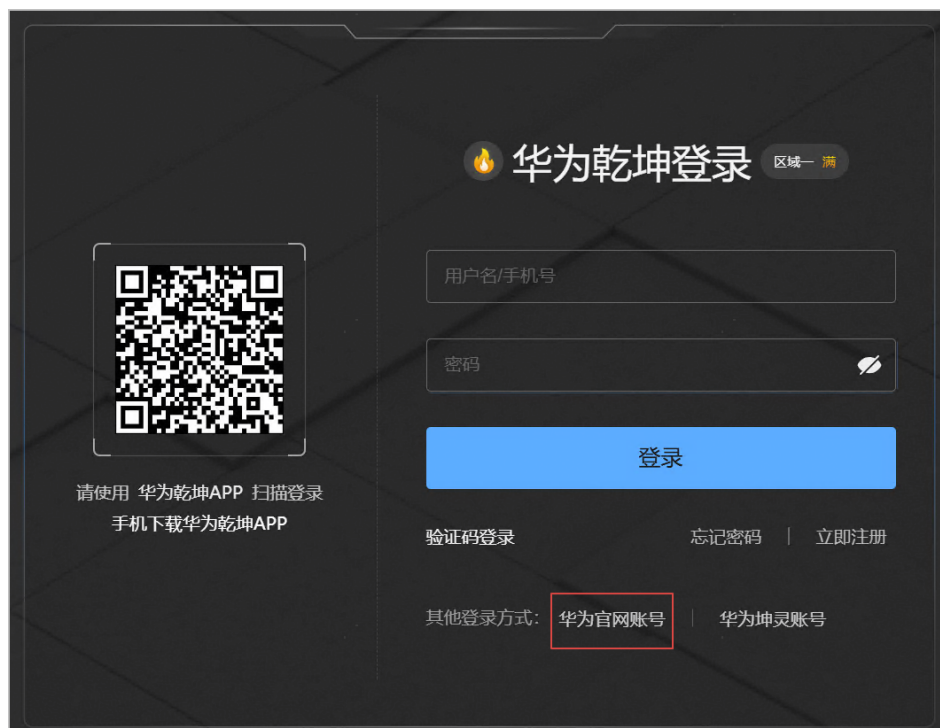 华为乾坤登录 区域一 满
用户名/手机号
密码
登录
请使用 华为乾坤APP 扫描登录
手机下载华为乾坤APP
验证码登录 忘记密码 | 立即注册
其他登录方式: 华为官网账号 | 华为坤灵账号